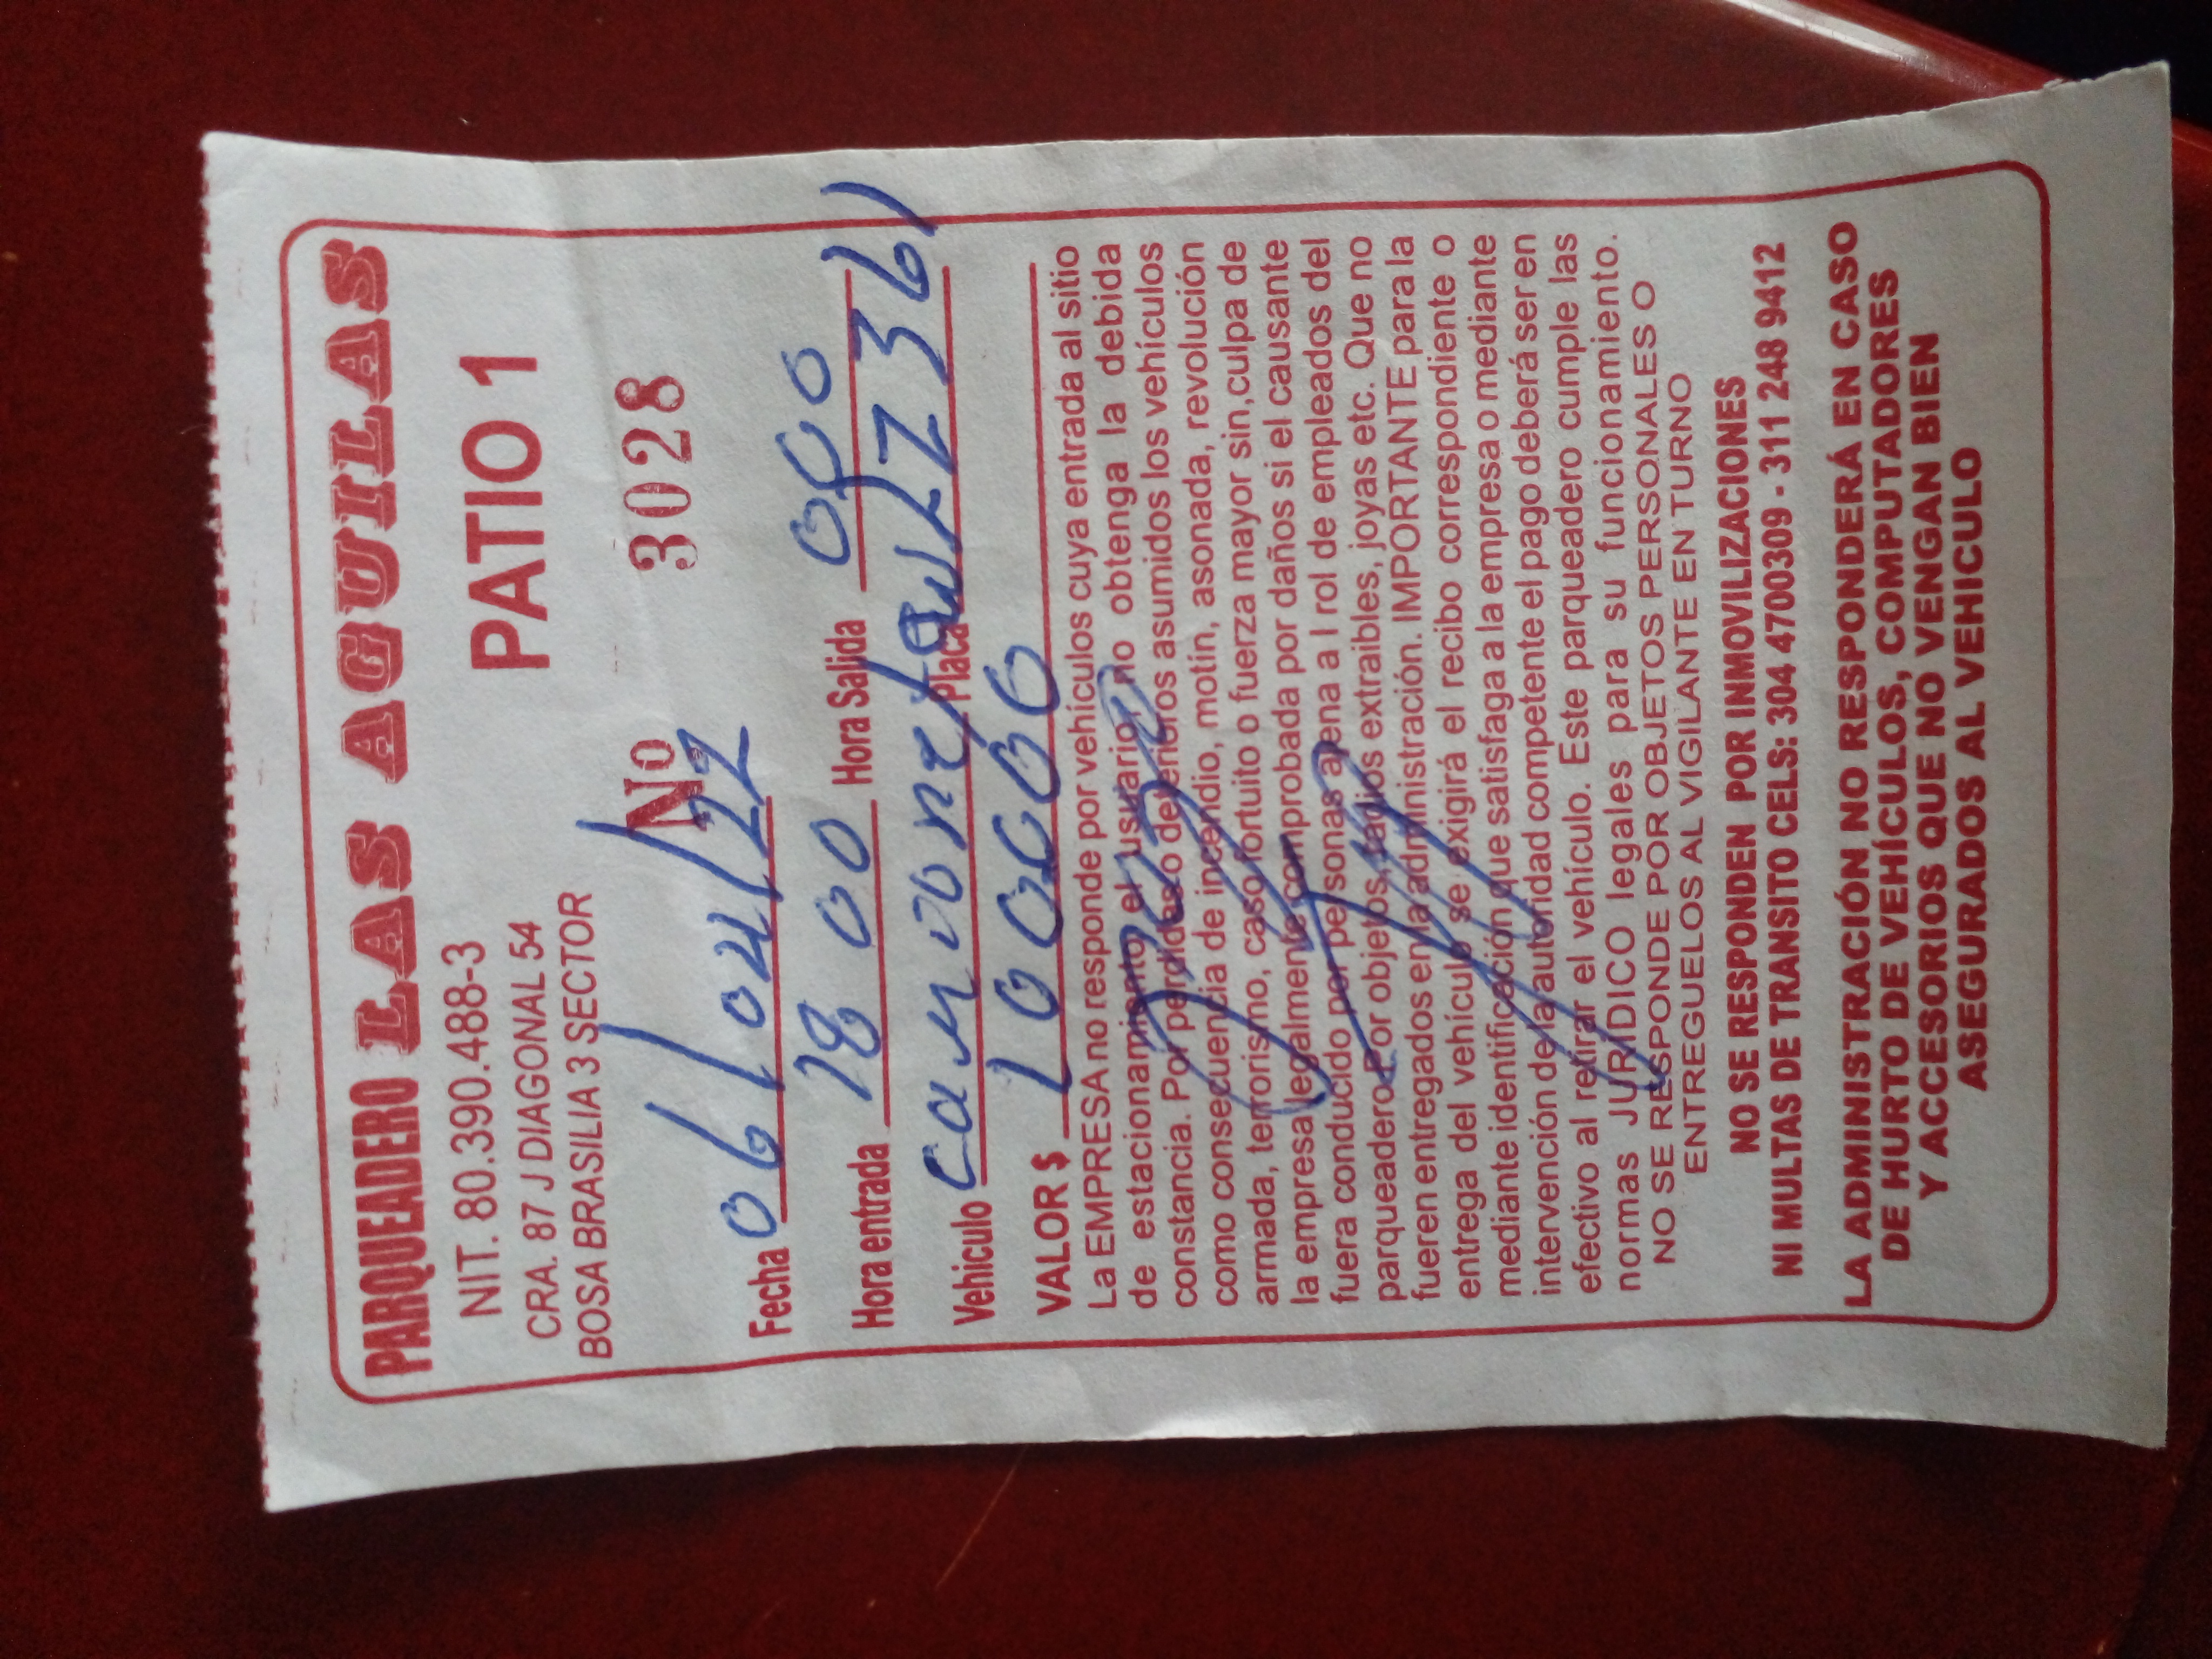 PARQUEADERO LAS AGUILAS
NIT. 80.390.488-3
CRA. 87 J DIAGONAL 54
BOSA BRASILIA 3 SECTOR
PATIO 1
No 3028
Fecha 06/04/22
Hora entrada 18 00 Hora Salida 0600
Vehiculo camioneta Placa
VALOR $ 10000
La EMPRESA no responde por vehículos cuya entrada al sitio
de estacionamiento, el usuario, no obtenga la debida
constancia. Por perdidas o deterioros asumidos los vehículos
como consecuencia de incendio, motín, asonada, revolución
armada, terrorismo, caso fortuito o fuerza mayor sin, culpa de
la empresa legalmente comprobada por daños si el causante
fuera conducido por personas ajena a l rol de empleados del
parqueadero. Por objetos, radios extraibles, joyas etc. Que no
fueren entregados en la administración. IMPORTANTE para la
entrega del vehículo se exigirá el recibo correspondiente o
mediante identificación que satisfaga a la empresa o mediante
intervención de la autoridad competente el pago deberá ser en
efectivo al retirar el vehículo. Este parqueadero cumple las
normas JURÍDICO legales para su funcionamiento.
NO SE RESPONDE POR OBJETOS PERSONALES O
ENTREGUELOS AL VIGILANTE EN TURNO
NO SE RESPONDEN POR INMOVILIZACIONES
NI MULTAS DE TRANSITO CELS: 304 4700309 - 311 248 9412
LA ADMINISTRACIÓN NO RESPONDERÁ EN CASO
DE HURTO DE VEHÍCULOS, COMPUTADORES
Y ACCESORIOS QUE NO VENGAN BIEN
ASEGURADOS AL VEHICULO